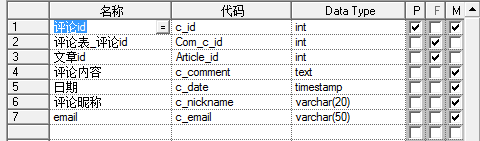 名称 代码 Data Type P F M
1 评论id = c_id int
2 评论表_评论id Com_c_id int
3 文章id Article_id int
4 评论内容 c_comment text
5 日期 c_date timestamp
6 评论昵称 c_nickname varchar(20)
7 email c_email varchar(50)